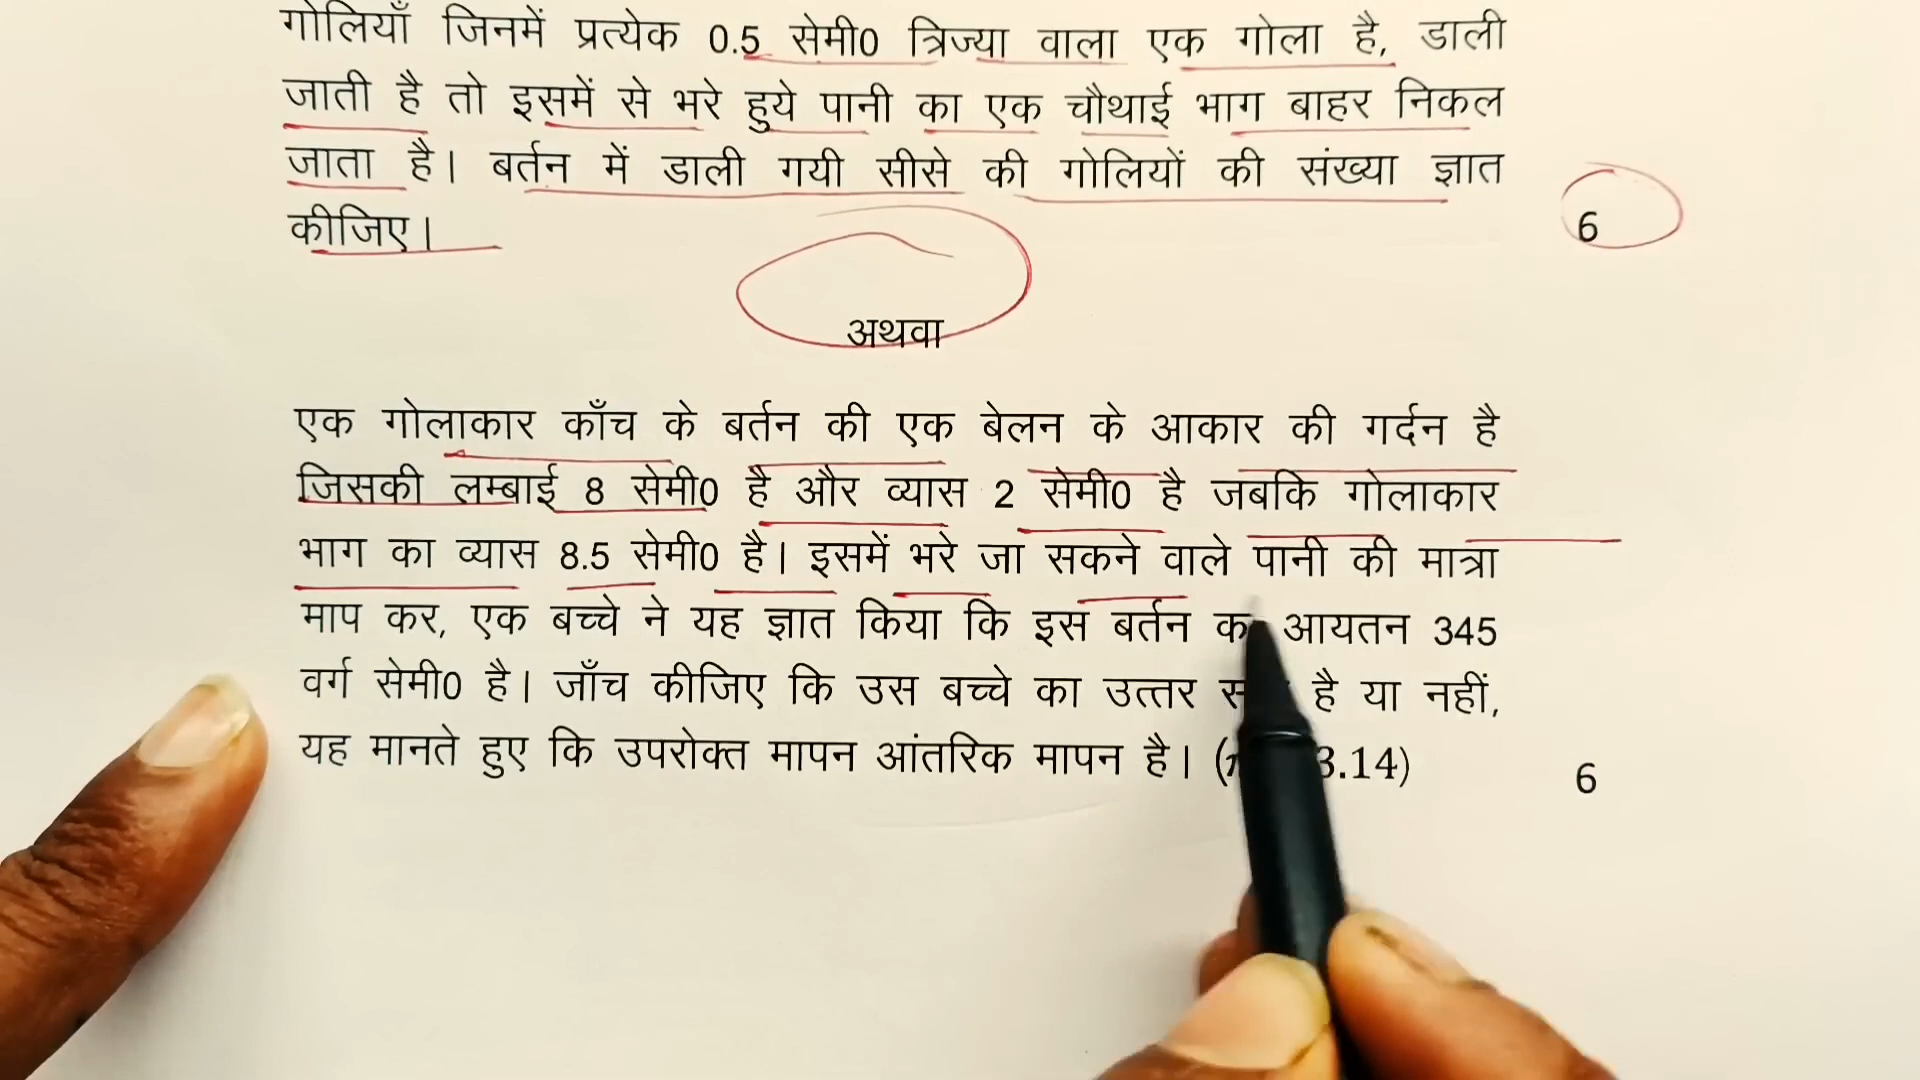 गोलियाँ जिनमें प्रत्येक 0.5 सेमी0 त्रिज्या वाला एक गोला है, डाली
जाती है तो इसमें से भरे हुये पानी का एक चौथाई भाग बाहर निकल
जाता है। बर्तन में डाली गयी सीसे की गोलियों की संख्या ज्ञात
कीजिए। 6
अथवा
एक गोलाकार काँच के बर्तन की एक बेलन के आकार की गर्दन है
जिसकी लम्बाई 8 सेमी0 है और व्यास 2 सेमी0 है जबकि गोलाकार
भाग का व्यास 8.5 सेमी0 है। इसमें भरे जा सकने वाले पानी की मात्रा
माप कर, एक बच्चे ने यह ज्ञात किया कि इस बर्तन आयतन 345
वर्ग सेमी0 है। जाँच कीजिए कि उस बच्चे का उत्तर है या नहीं,
यह मानते हुए कि उपरोक्त मापन आंतरिक मापन है। ( 3.14) 6